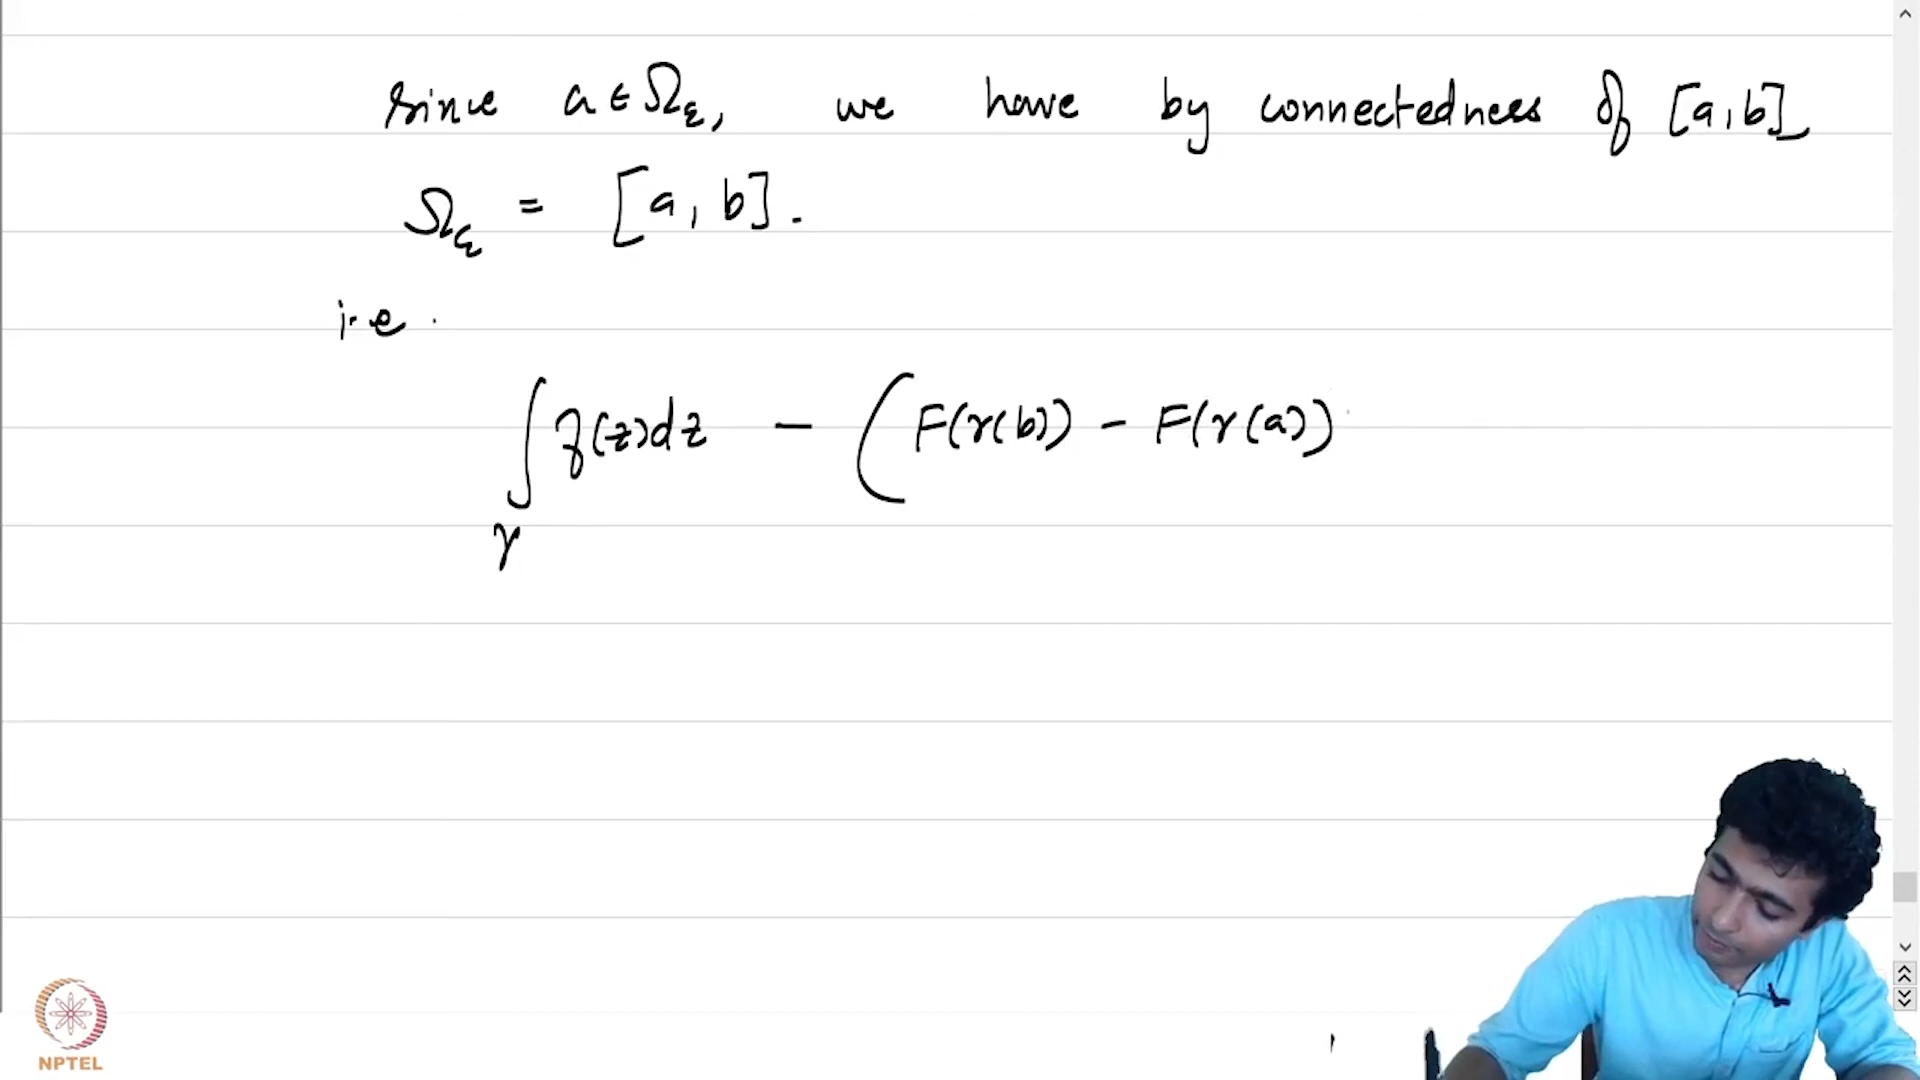 since a ∈ Ω_ε, we have by connectedness of [a,b]
Ω_ε = [a, b].
i.e.
∫_γ f(z)dz − ( F(γ(b)) − F(γ(a))
NPTEL